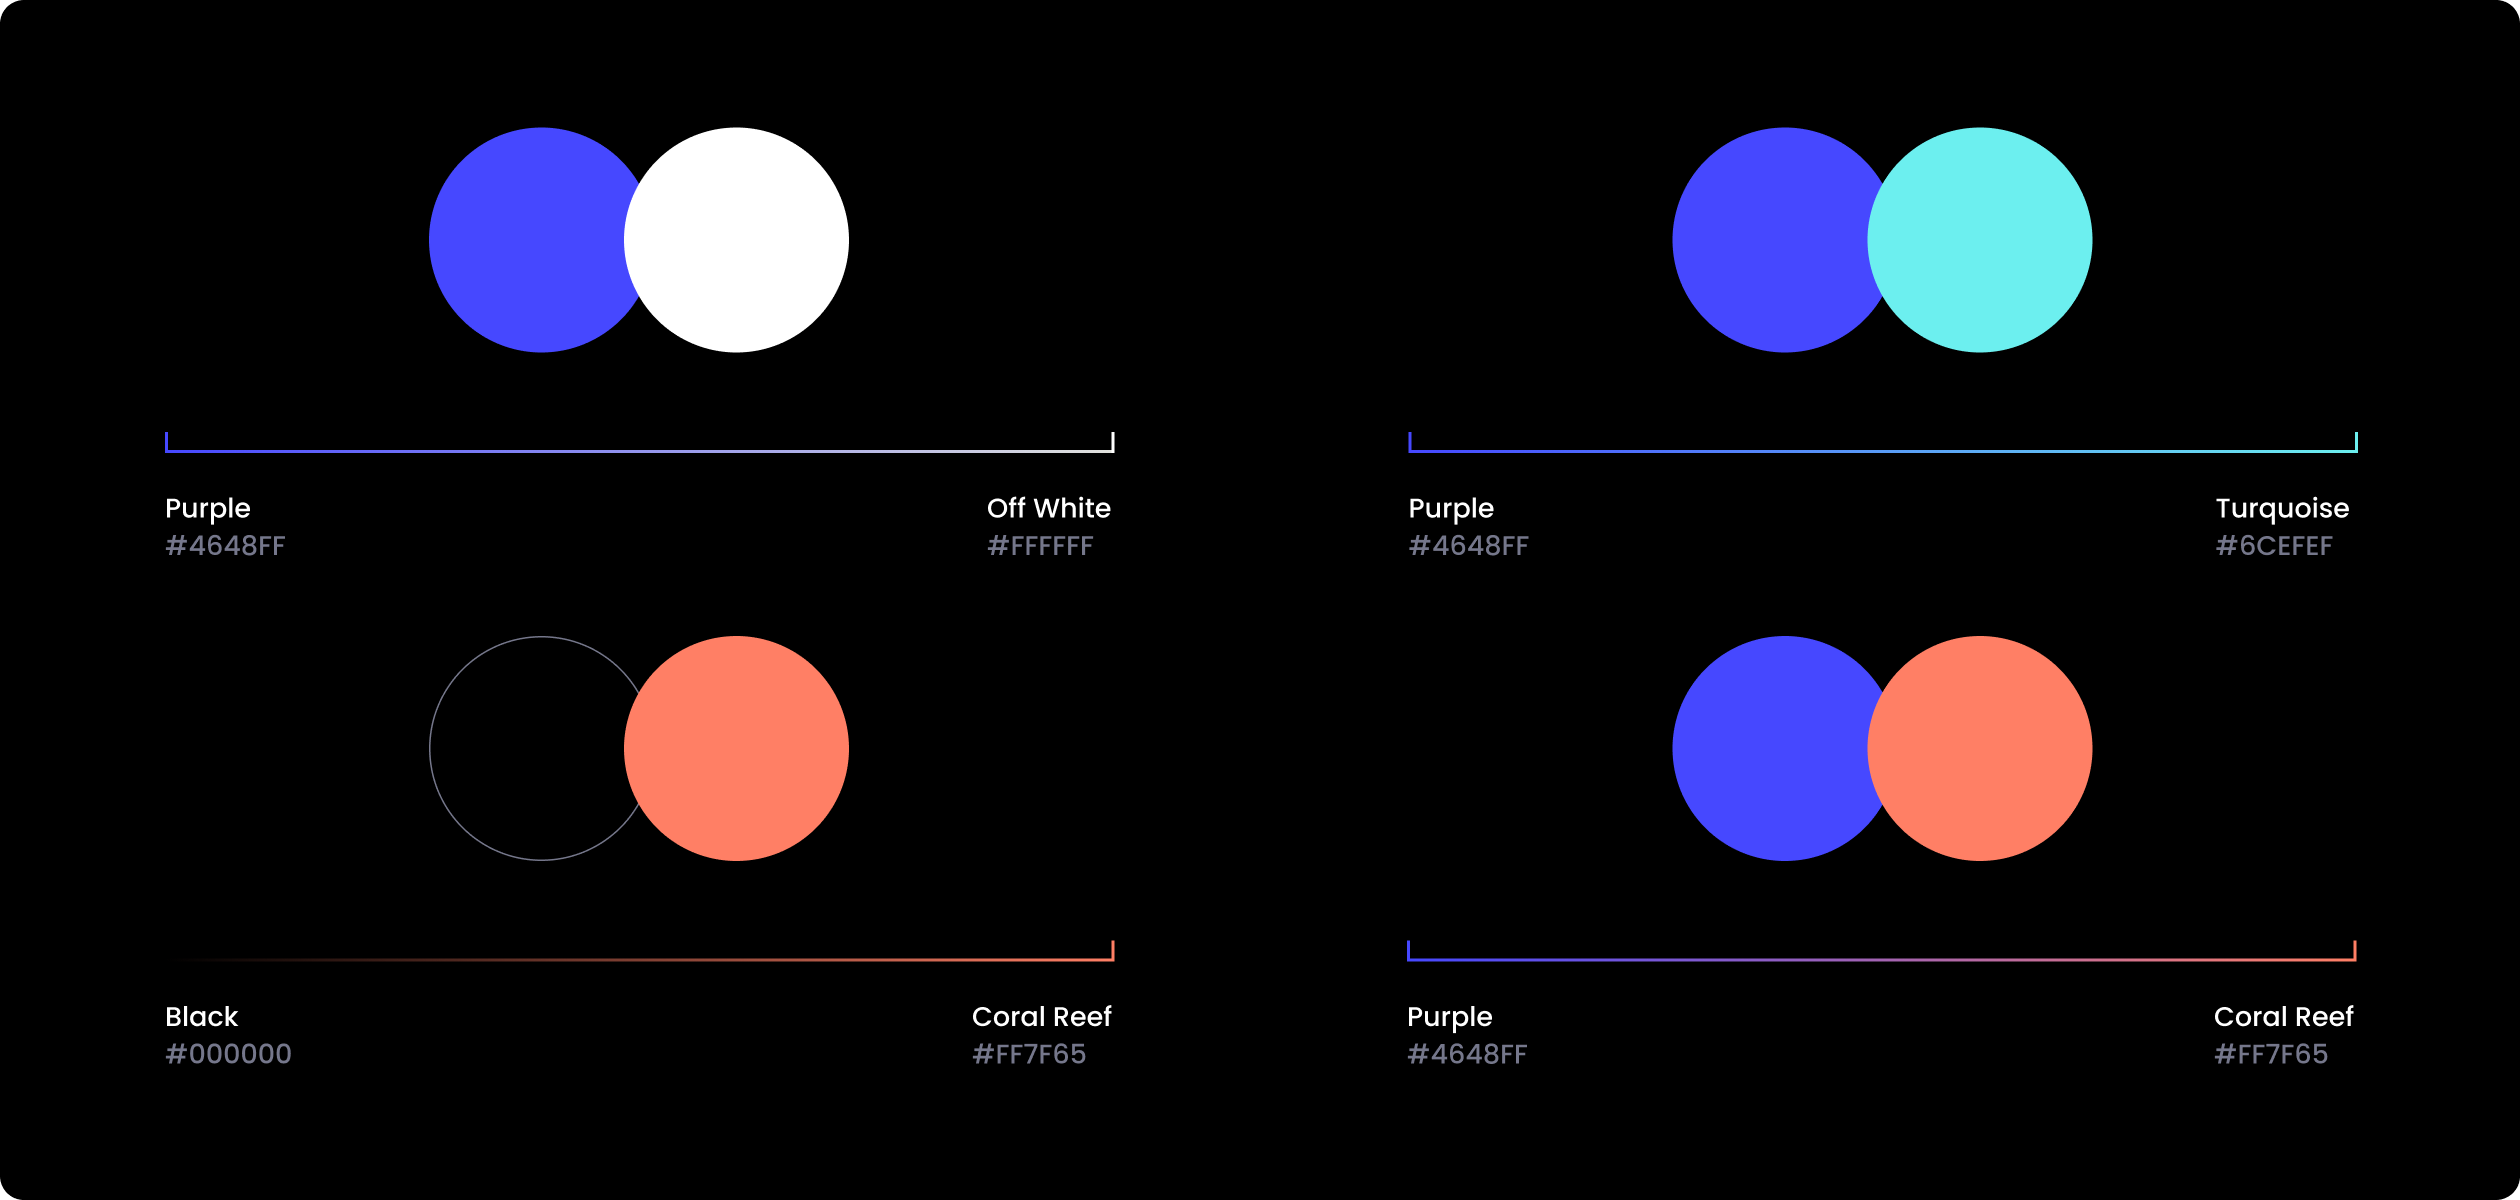 Purple
#4648FF
Off White
#FFFFFF
Purple
#4648FF
Turquoise
#6CEFEF
Black
#000000
Coral Reef
#FF7F65
Purple
#4648FF
Coral Reef
#FF7F65